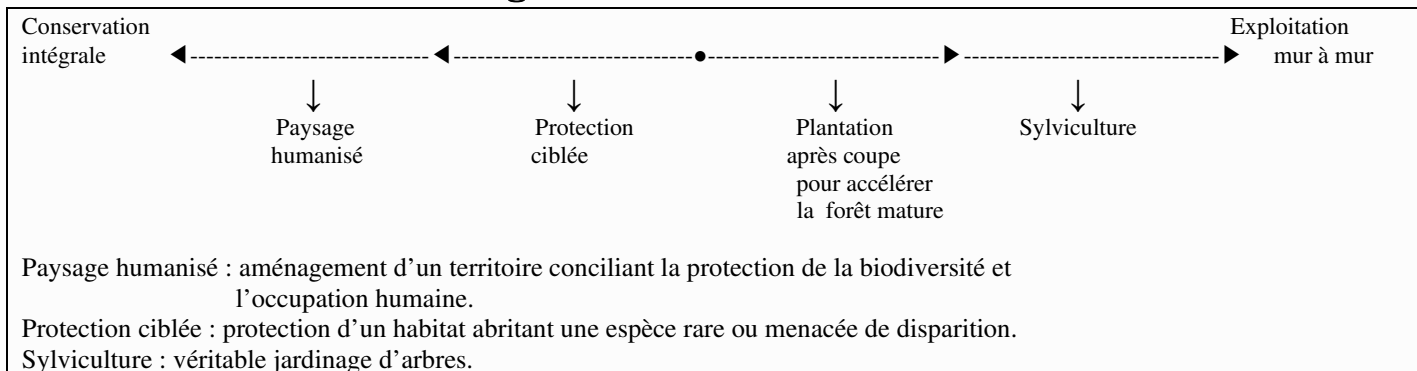 Conservation Exploitation
intégrale ◄------------------------------ ◄------------------------------●------------------------------► --------------------------------► mur à mur
↓ ↓ ↓ ↓
Paysage Protection Plantation Sylviculture
humanisé ciblée après coupe
pour accélérer
la forêt mature
Paysage humanisé : aménagement d'un territoire conciliant la protection de la biodiversité et
l'occupation humaine.
Protection ciblée : protection d'un habitat abritant une espèce rare ou menacée de disparition.
Sylviculture : véritable jardinage d'arbres.